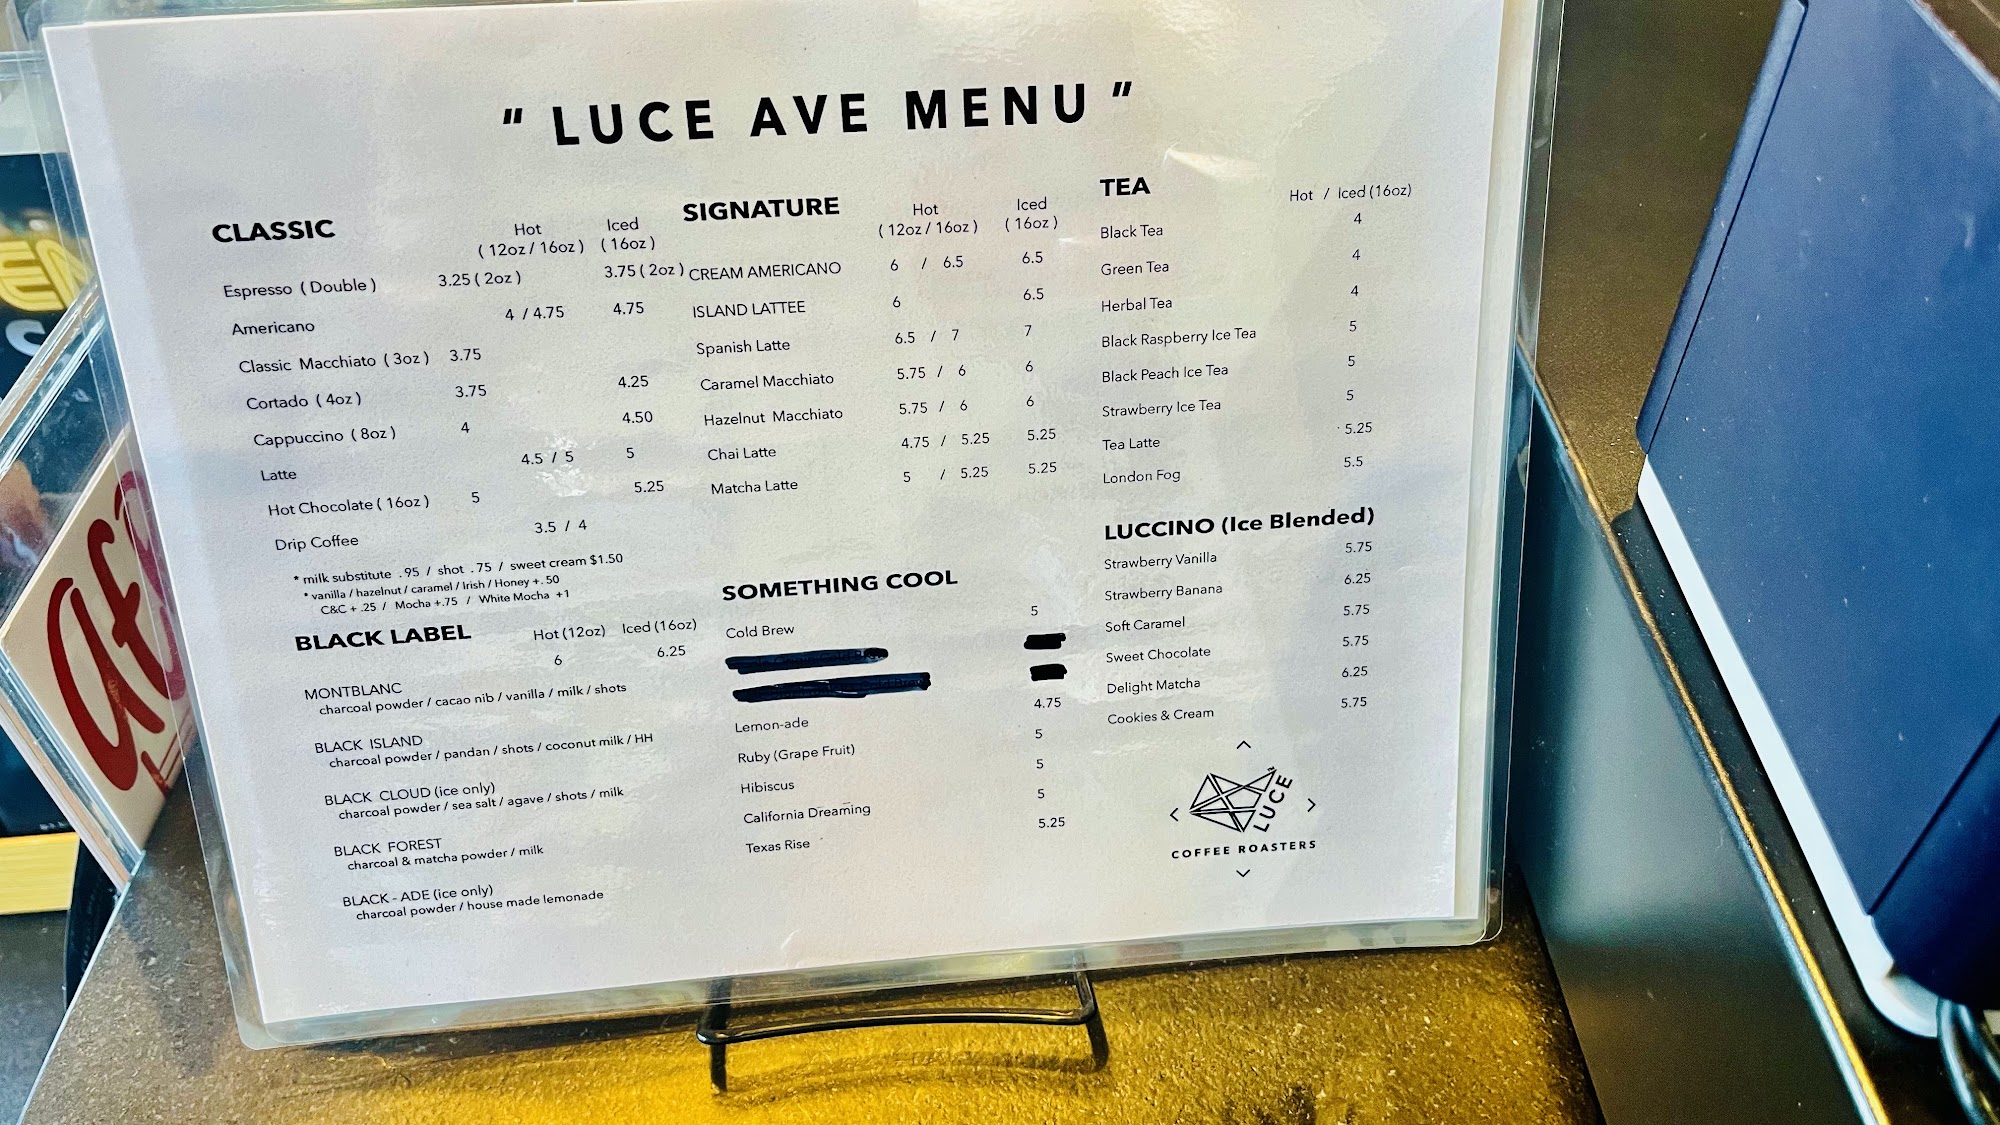 " LUCE AVE MENU "
CLASSIC
Hot (12oz / 16oz) Iced (16oz)
Espresso (Double) 3.25 (2oz) 3.75 (2oz)
Americano 4 / 4.75 4.75
Classic Macchiato (3oz) 3.75
Cortado (4oz) 3.75 4.25
Cappuccino (8oz) 4 4.50
Latte 4.5 / 5 5
Hot Chocolate (16oz) 5 5.25
Drip Coffee 3.5 / 4
* milk substitute .95 / shot .75 / sweet cream $1.50
* vanilla / hazelnut / caramel / Irish / Honey +.50
C&C + .25 / Mocha +.75 / White Mocha +1
BLACK LABEL Hot (12oz) Iced (16oz)
6 6.25
MONTBLANC
charcoal powder / cacao nib / vanilla / milk / shots
BLACK ISLAND
charcoal powder / pandan / shots / coconut milk / HH
BLACK CLOUD (ice only)
charcoal powder / sea salt / agave / shots / milk
BLACK FOREST
charcoal & matcha powder / milk
BLACK - ADE (ice only)
charcoal powder / house made lemonade
SIGNATURE
Hot (12oz / 16oz) Iced (16oz)
CREAM AMERICANO 6 / 6.5 6.5
ISLAND LATTEE 6 6.5
Spanish Latte 6.5 / 7 7
Caramel Macchiato 5.75 / 6 6
Hazelnut Macchiato 5.75 / 6 6
Chai Latte 4.75 / 5.25 5.25
Matcha Latte 5 / 5.25 5.25
SOMETHING COOL
Cold Brew 5
Lemon-ade 4.75
Ruby (Grape Fruit) 5
Hibiscus 5
California Dreaming 5
Texas Rise 5.25
TEA
Hot / Iced (16oz)
Black Tea 4
Green Tea 4
Herbal Tea 4
Black Raspberry Ice Tea 5
Black Peach Ice Tea 5
Strawberry Ice Tea 5
Tea Latte 5.25
London Fog 5.5
LUCCINO (Ice Blended)
Strawberry Vanilla 5.75
Strawberry Banana 6.25
Soft Caramel 5.75
Sweet Chocolate 5.75
Delight Matcha 6.25
Cookies & Cream 5.75
LUCE
COFFEE ROASTERS